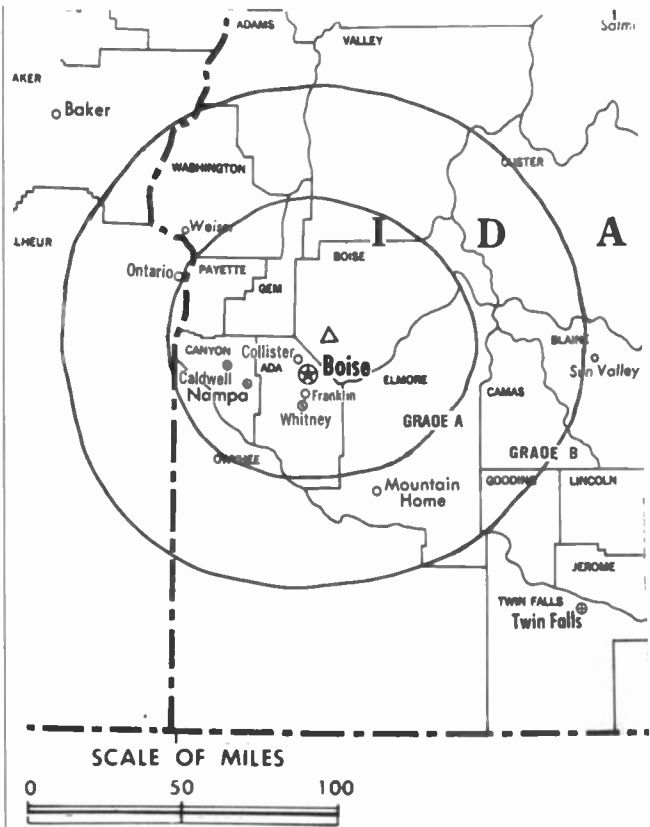 ADAMS
VALLEY
Salmi
AKER
Baker
CUSTER
WASHINGTON
I D A
Weiser
LHEUR
BOISE
PAYETTE
Ontario
GEM
BLAINE
CANYON
Collister
ADA
Boise
Sun Valley
Caldwell
ELMORE
Nampa
Franklin
CAMAS
Whitney
GRADE A
OWYHEE
GRADE B
Mountain
Home
GOODING
LINCOLN
JEROME
TWIN FALLS
Twin Falls
SCALE OF MILES
0 50 100